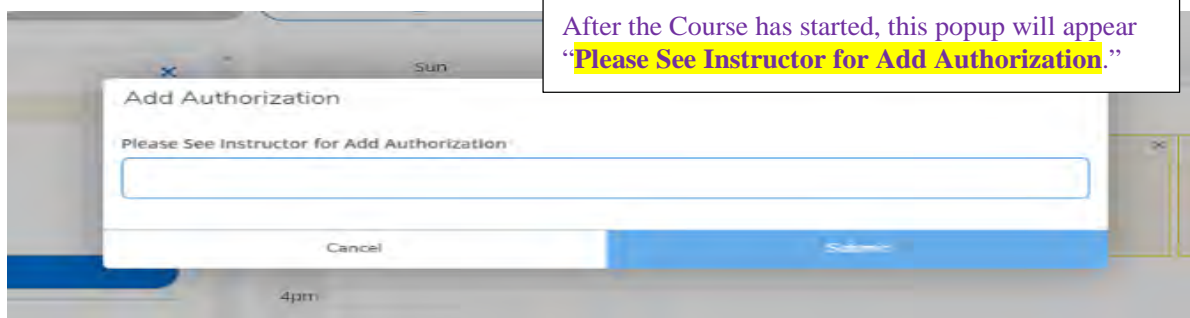 After the Course has started, this popup will appear
“Please See Instructor for Add Authorization.”
Sun
Add Authorization
Please See Instructor for Add Authorization
Cancel
Submit
4pm